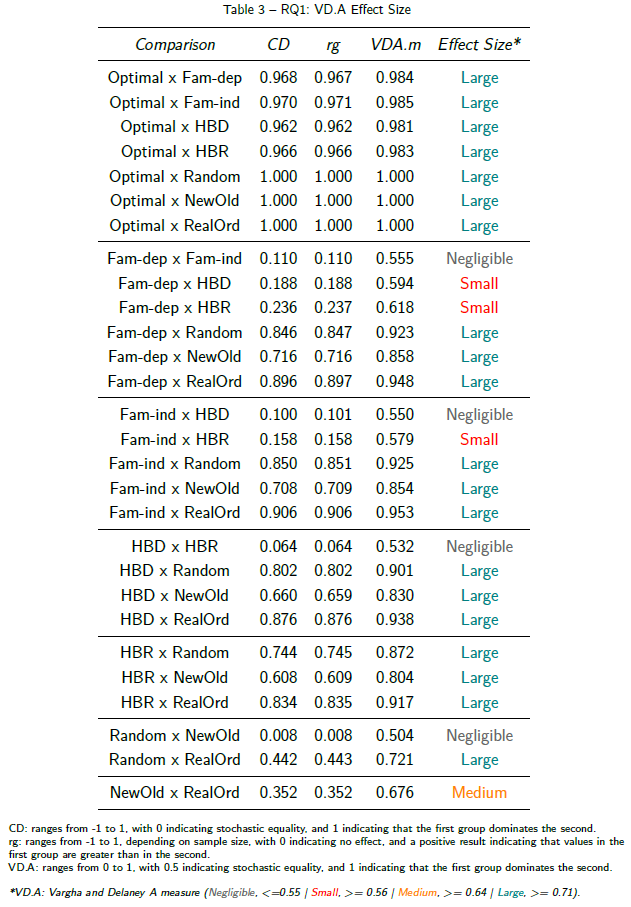 Table 3 – RQ1: VD.A Effect Size
Comparison CD rg VDA.m Effect Size*
Optimal x Fam-dep 0.968 0.967 0.984 Large
Optimal x Fam-ind 0.970 0.971 0.985 Large
Optimal x HBD 0.962 0.962 0.981 Large
Optimal x HBR 0.966 0.966 0.983 Large
Optimal x Random 1.000 1.000 1.000 Large
Optimal x NewOld 1.000 1.000 1.000 Large
Optimal x RealOrd 1.000 1.000 1.000 Large
Fam-dep x Fam-ind 0.110 0.110 0.555 Negligible
Fam-dep x HBD 0.188 0.188 0.594 Small
Fam-dep x HBR 0.236 0.237 0.618 Small
Fam-dep x Random 0.846 0.847 0.923 Large
Fam-dep x NewOld 0.716 0.716 0.858 Large
Fam-dep x RealOrd 0.896 0.897 0.948 Large
Fam-ind x HBD 0.100 0.101 0.550 Negligible
Fam-ind x HBR 0.158 0.158 0.579 Small
Fam-ind x Random 0.850 0.851 0.925 Large
Fam-ind x NewOld 0.708 0.709 0.854 Large
Fam-ind x RealOrd 0.906 0.906 0.953 Large
HBD x HBR 0.064 0.064 0.532 Negligible
HBD x Random 0.802 0.802 0.901 Large
HBD x NewOld 0.660 0.659 0.830 Large
HBD x RealOrd 0.876 0.876 0.938 Large
HBR x Random 0.744 0.745 0.872 Large
HBR x NewOld 0.608 0.609 0.804 Large
HBR x RealOrd 0.834 0.835 0.917 Large
Random x NewOld 0.008 0.008 0.504 Negligible
Random x RealOrd 0.442 0.443 0.721 Large
NewOld x RealOrd 0.352 0.352 0.676 Medium
CD: ranges from -1 to 1, with 0 indicating stochastic equality, and 1 indicating that the first group dominates the second.
rg: ranges from -1 to 1, depending on sample size, with 0 indicating no effect, and a positive result indicating that values in the
first group are greater than in the second.
VD.A: ranges from 0 to 1, with 0.5 indicating stochastic equality, and 1 indicating that the first group dominates the second.
*VD.A: Vargha and Delaney A measure (Negligible, <=0.55 | Small, >= 0.56 | Medium, >= 0.64 | Large, >= 0.71).